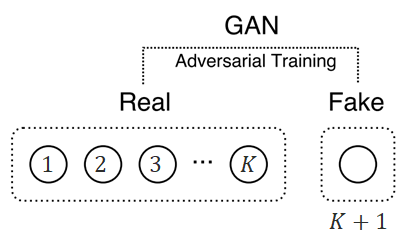 GAN
Adversarial Training
Real Fake
1 2 3 ... K
K + 1